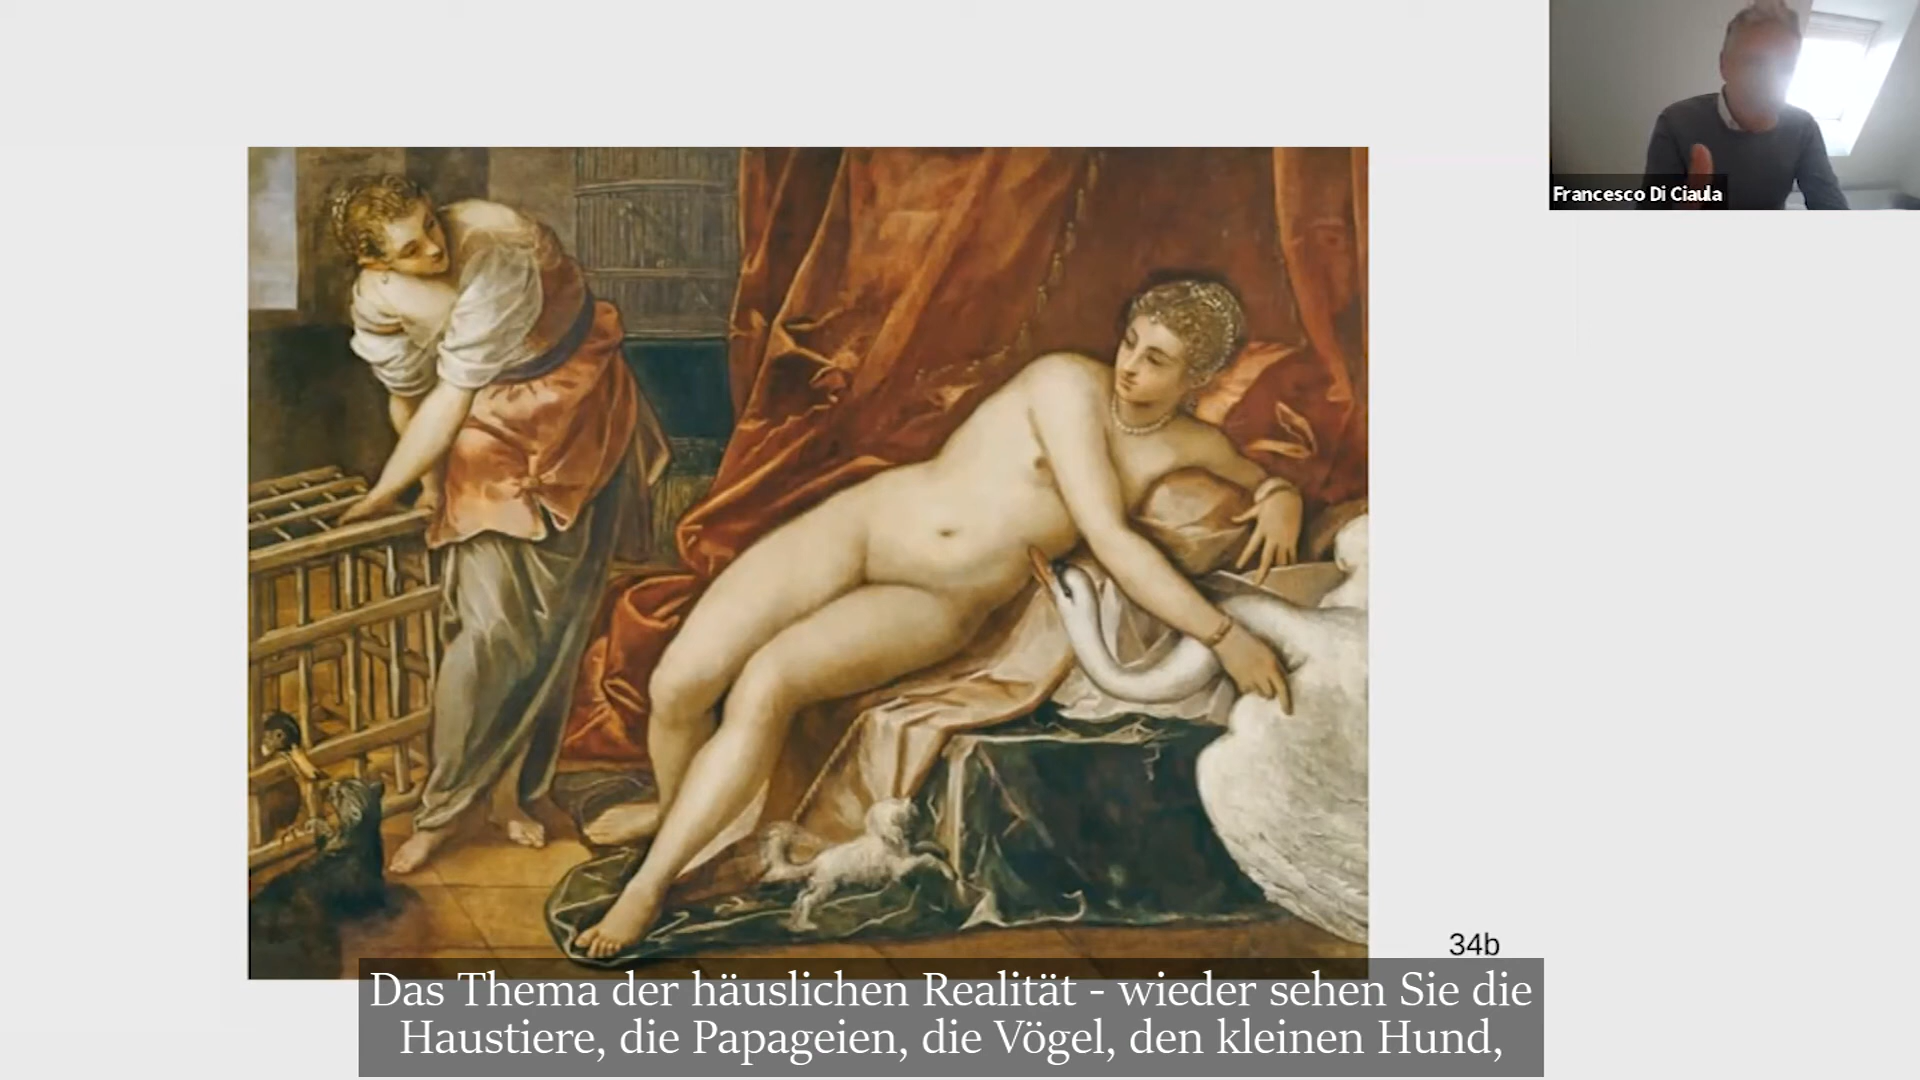 Francesco Di Ciaula
34b
Das Thema der häuslichen Realität - wieder sehen Sie die
Haustiere, die Papageien, die Vögel, den kleinen Hund,